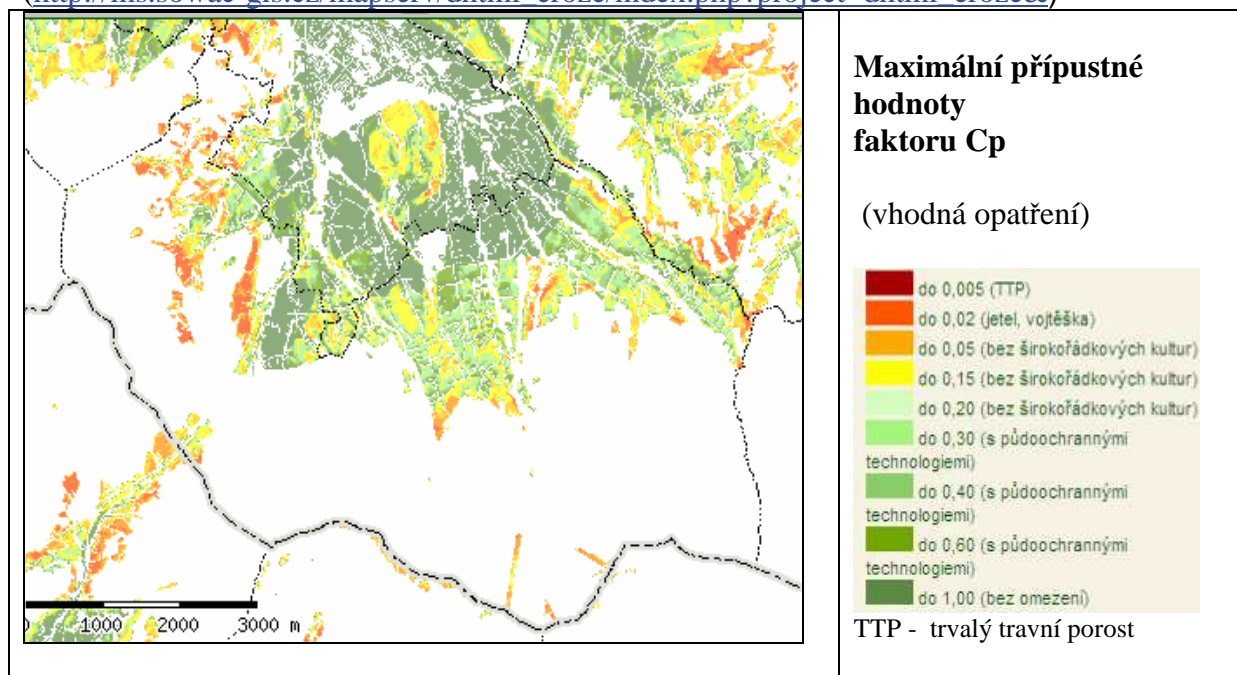 Maximální přípustné
hodnoty
faktoru Cp
(vhodná opatření)
do 0,005 (TTP)
do 0,02 (jetel, vojtěška)
do 0,05 (bez širokořádkových kultur)
do 0,15 (bez širokořádkových kultur)
do 0,20 (bez širokořádkových kultur)
do 0,30 (s půdoochrannými
technologiemi)
do 0,40 (s půdoochrannými
technologiemi)
do 0,60 (s půdoochrannými
technologiemi)
do 1,00 (bez omezení)
TTP - trvalý travní porost
0 1000 2000 3000 m